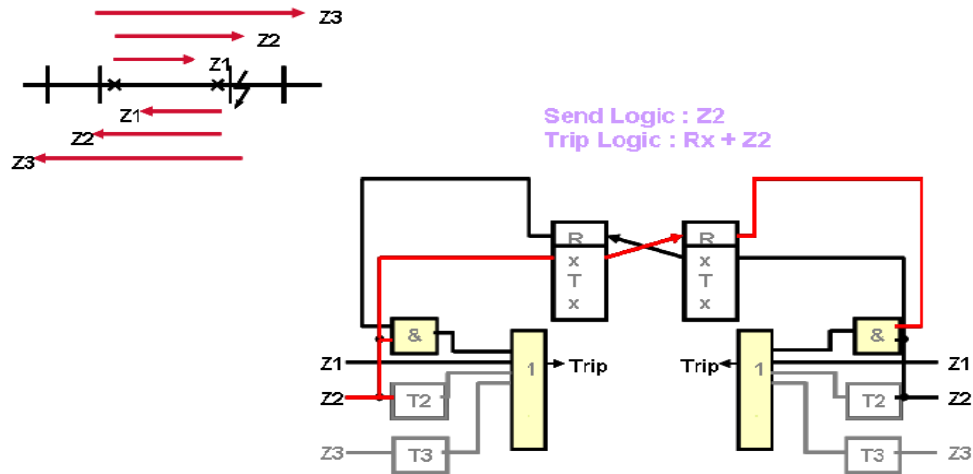 Z3
Z2
Z1
Z1
Z2
Z3
Send Logic : Z2
Trip Logic : Rx + Z2
R R
x x
T T
x x
& &
Z1 1 Trip Trip 1 Z1
Z2 T2 T2 Z2
Z3 T3 T3 Z3